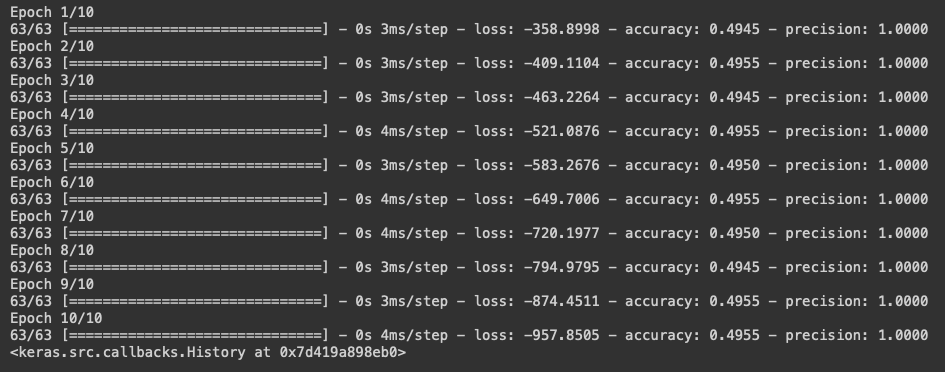 Epoch 1/10
63/63 [==============================] - 0s 3ms/step - loss: -358.8998 - accuracy: 0.4945 - precision: 1.0000
Epoch 2/10
63/63 [==============================] - 0s 3ms/step - loss: -409.1104 - accuracy: 0.4955 - precision: 1.0000
Epoch 3/10
63/63 [==============================] - 0s 3ms/step - loss: -463.2264 - accuracy: 0.4945 - precision: 1.0000
Epoch 4/10
63/63 [==============================] - 0s 4ms/step - loss: -521.0876 - accuracy: 0.4955 - precision: 1.0000
Epoch 5/10
63/63 [==============================] - 0s 3ms/step - loss: -583.2676 - accuracy: 0.4950 - precision: 1.0000
Epoch 6/10
63/63 [==============================] - 0s 4ms/step - loss: -649.7006 - accuracy: 0.4955 - precision: 1.0000
Epoch 7/10
63/63 [==============================] - 0s 4ms/step - loss: -720.1977 - accuracy: 0.4950 - precision: 1.0000
Epoch 8/10
63/63 [==============================] - 0s 3ms/step - loss: -794.9795 - accuracy: 0.4945 - precision: 1.0000
Epoch 9/10
63/63 [==============================] - 0s 3ms/step - loss: -874.4511 - accuracy: 0.4955 - precision: 1.0000
Epoch 10/10
63/63 [==============================] - 0s 4ms/step - loss: -957.8505 - accuracy: 0.4955 - precision: 1.0000
<keras.src.callbacks.History at 0x7d419a898eb0>